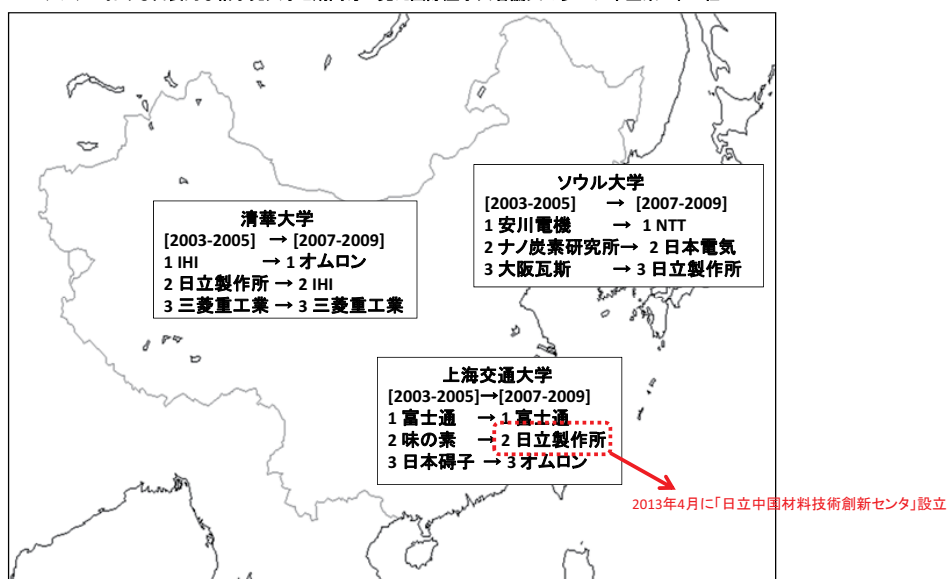 ソウル大学
[2003-2005] → [2007-2009]
1 安川電機 → 1 NTT
2 ナノ炭素研究所→ 2 日本電気
3 大阪瓦斯 → 3 日立製作所
清華大学
[2003-2005] → [2007-2009]
1 IHI → 1 オムロン
2 日立製作所 → 2 IHI
3 三菱重工業 → 3 三菱重工業
上海交通大学
[2003-2005]→[2007-2009]
1 富士通 → 1 富士通
2 味の素 → 2 日立製作所
3 日本碍子 → 3 オムロン
2013年4月に「日立中国材料技術創新センタ」設立